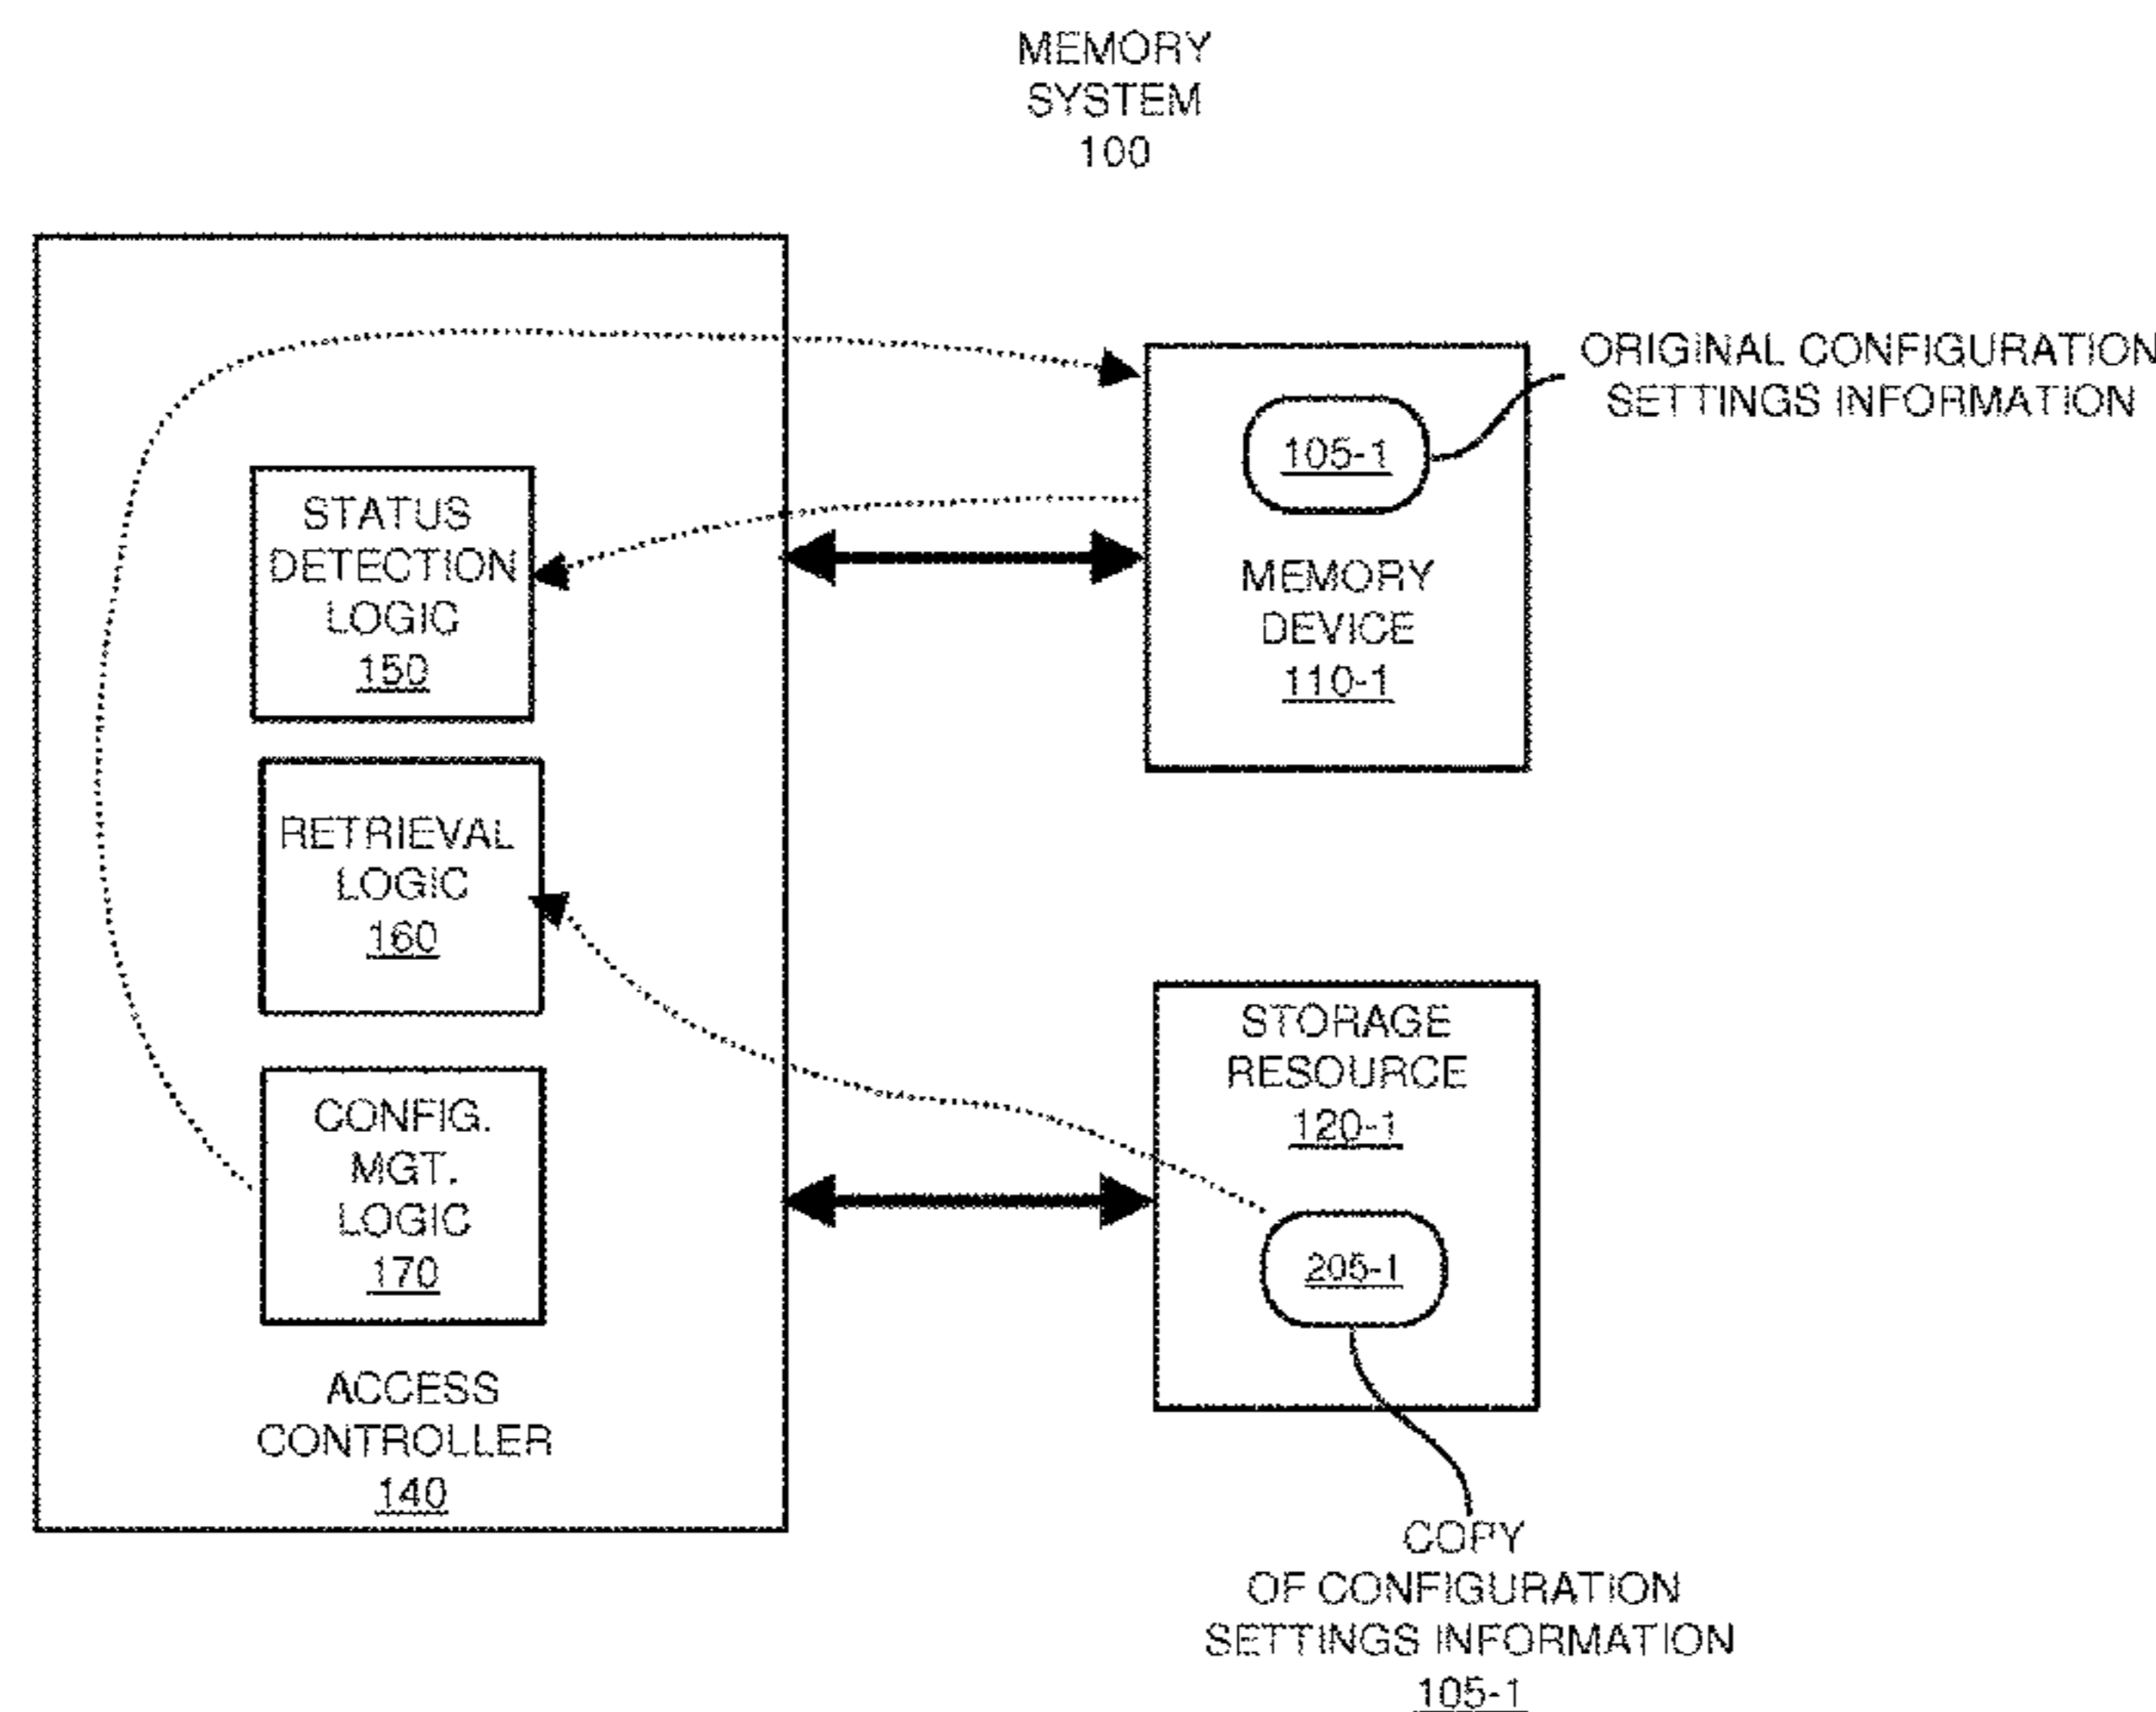 MEMORY
SYSTEM
100
ORIGINAL CONFIGURATION
SETTINGS INFORMATION
105-1
MEMORY
DEVICE
110-1
STATUS
DETECTION
LOGIC
150
RETRIEVAL
LOGIC
160
CONFIG.
MGT.
LOGIC
170
ACCESS
CONTROLLER
140
STORAGE
RESOURCE
120-1
205-1
COPY
OF CONFIGURATION
SETTINGS INFORMATION
105-1